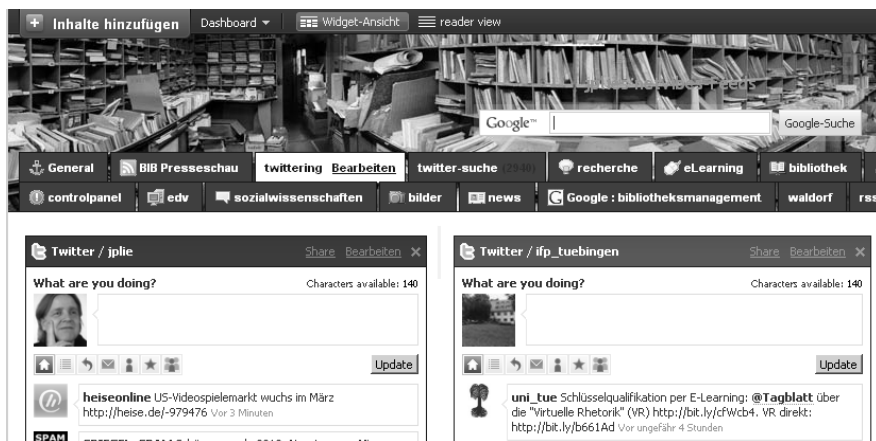 Inhalte hinzufügen Dashboard Widget-Ansicht reader view
Google™ Google-Suche
General BIB Presseschau twittering Bearbeiten twitter-suche (2940) recherche eLearning bibliothek
controlpanel edv sozialwissenschaften bilder news Google : bibliotheksmanagement waldorf rss
Twitter / jplie Share Bearbeiten
What are you doing? Characters available: 140
Update
heiseonline US-Videospielemarkt wuchs im März
http://heise.de/-979476 Vor 3 Minuten
SPAM
Twitter / ifp_tuebingen Share Bearbeiten
What are you doing? Characters available: 140
Update
uni_tue Schlüsselqualifikation per E-Learning: @Tagblatt über
die "Virtuelle Rhetorik" (VR) http://bit.ly/cfWcb4. VR direkt:
http://bit.ly/b661Ad Vor ungefähr 4 Stunden